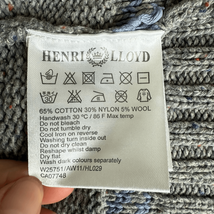 HENRI LLOYD
65% COTTON 30% NYLON 5% WOOL
Handwash 30 °C / 86 F Max temp
Do not bleach
Do not tumble dry
Cool Iron on reverse
Washing turn inside out
Do not dry clean
Reshape whilst damp
Dry flat
Wash dark colours separately
V25751/AW11/HL029
CA07748